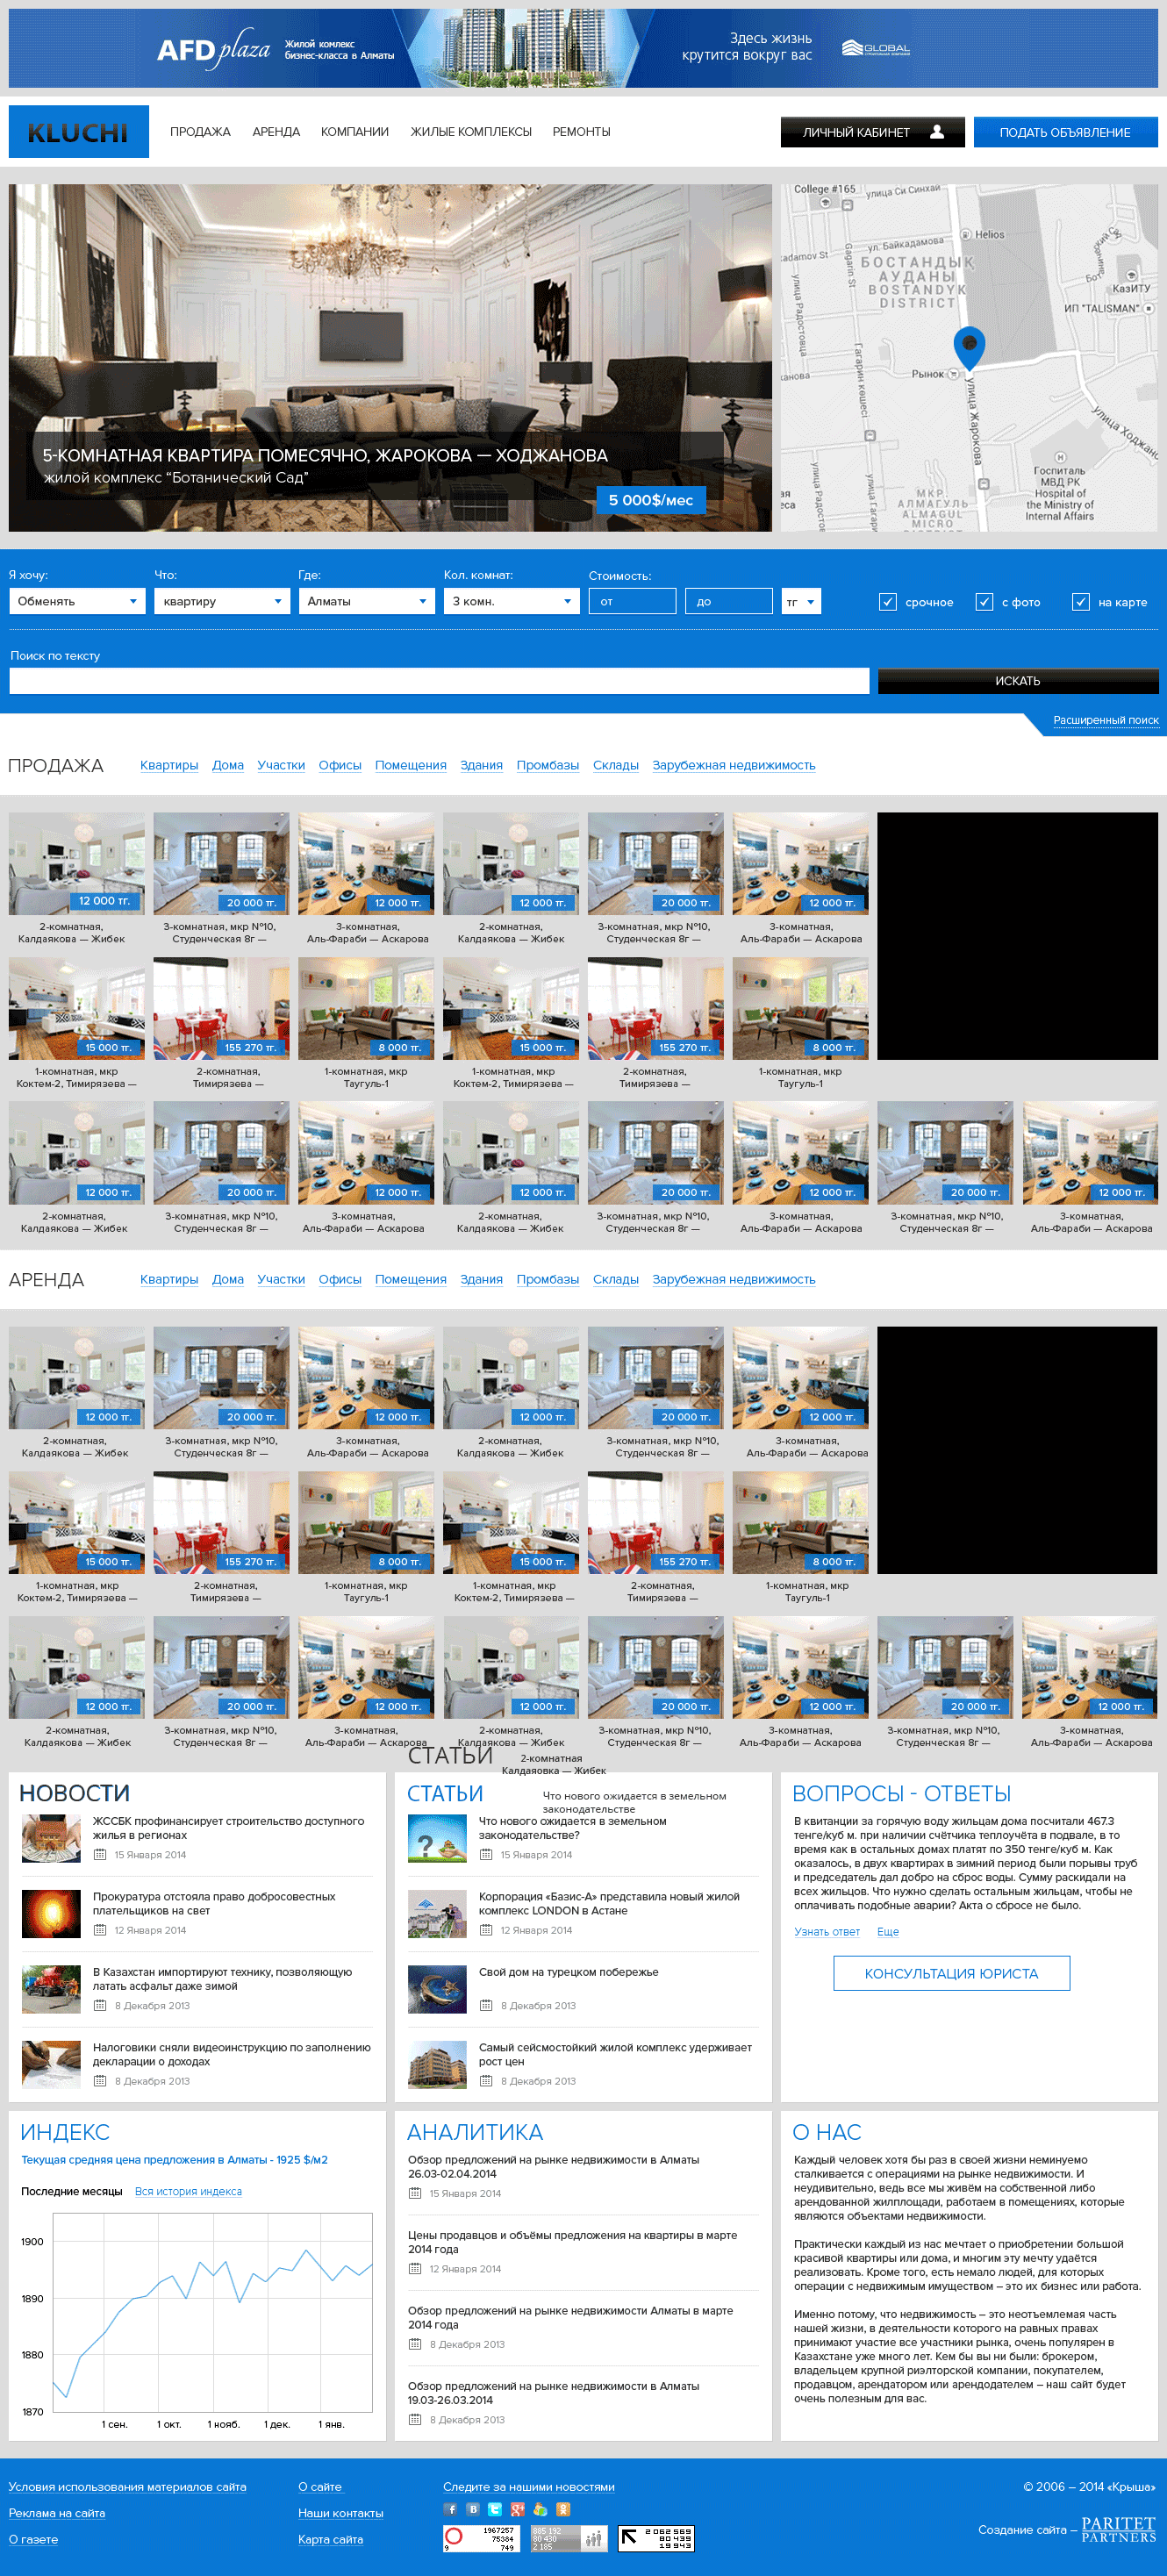 AFD plaza
Жилой комлекс
бизнес-класса в Алматы
Здесь жизнь
крутится вокруг вас
GLOBAL
KLUCHI
ПРОДАЖА АРЕНДА КОМПАНИИ ЖИЛЫЕ КОМПЛЕКСЫ РЕМОНТЫ
ЛИЧНЫЙ КАБИНЕТ
ПОДАТЬ ОБЪЯВЛЕНИЕ
5-КОМНАТНАЯ КВАРТИРА ПОМЕСЯЧНО, ЖАРОКОВА — ХОДЖАНОВА
жилой комплекс “Ботанический Сад”
5 000$/мес
College #165
улица Си Синхай
Helios
ул. Байкадамова
kadamov St
Gagarin St
БОСТАНДЫК
АУДАНЫ
BOSTANDYK
DISTRICT
КазИТУ
ИП "TALISMAN"
улица Радостовца
Гагарин көшесі
Рынок
улица Жарокова
улица Ходжанова
Госпиталь
МВД РК
Hospital of
the Ministry of
Internal Affairs
МКР.
АЛМАГУЛЬ
ALMAGUL
MICRO
DISTRICT
Я хочу: Что: Где: Кол. комнат: Стоимость:
Обменять квартиру Алматы 3 комн. от до тг срочное с фото на карте
Поиск по тексту
ИСКАТЬ
Расширенный поиск
ПРОДАЖА Квартиры Дома Участки Офисы Помещения Здания Промбазы Склады Зарубежная недвижимость
12 000 тг. 20 000 тг. 12 000 тг. 12 000 тг. 20 000 тг. 12 000 тг.
2-комнатная, 3-комнатная, мкр №10, 3-комнатная, 2-комнатная, 3-комнатная, мкр №10, 3-комнатная,
Калдаякова — Жибек Студенческая 8г — Аль-Фараби — Аскарова Калдаякова — Жибек Студенческая 8г — Аль-Фараби — Аскарова
15 000 тг. 155 270 тг. 8 000 тг. 15 000 тг. 155 270 тг. 8 000 тг.
1-комнатная, мкр 2-комнатная, 1-комнатная, мкр 1-комнатная, мкр 2-комнатная, 1-комнатная, мкр
Коктем-2, Тимирязева — Тимирязева — Таугуль-1 Коктем-2, Тимирязева — Тимирязева — Таугуль-1
12 000 тг. 20 000 тг. 12 000 тг. 12 000 тг. 20 000 тг. 12 000 тг. 20 000 тг. 12 000 тг.
2-комнатная, 3-комнатная, мкр №10, 3-комнатная, 2-комнатная, 3-комнатная, мкр №10, 3-комнатная, 3-комнатная, мкр №10, 3-комнатная,
Калдаякова — Жибек Студенческая 8г — Аль-Фараби — Аскарова Калдаякова — Жибек Студенческая 8г — Аль-Фараби — Аскарова Студенческая 8г — Аль-Фараби — Аскарова
АРЕНДА Квартиры Дома Участки Офисы Помещения Здания Промбазы Склады Зарубежная недвижимость
12 000 тг. 20 000 тг. 12 000 тг. 12 000 тг. 20 000 тг. 12 000 тг.
2-комнатная, 3-комнатная, мкр №10, 3-комнатная, 2-комнатная, 3-комнатная, мкр №10, 3-комнатная,
Калдаякова — Жибек Студенческая 8г — Аль-Фараби — Аскарова Калдаякова — Жибек Студенческая 8г — Аль-Фараби — Аскарова
15 000 тг. 155 270 тг. 8 000 тг. 15 000 тг. 155 270 тг. 8 000 тг.
1-комнатная, мкр 2-комнатная, 1-комнатная, мкр 1-комнатная, мкр 2-комнатная, 1-комнатная, мкр
Коктем-2, Тимирязева — Тимирязева — Таугуль-1 Коктем-2, Тимирязева — Тимирязева — Таугуль-1
12 000 тг. 20 000 тг. 12 000 тг. 12 000 тг. 20 000 тг. 12 000 тг. 20 000 тг. 12 000 тг.
2-комнатная, 3-комнатная, мкр №10, 3-комнатная, 2-комнатная, 3-комнатная, мкр №10, 3-комнатная, 3-комнатная, мкр №10, 3-комнатная,
Калдаякова — Жибек Студенческая 8г — Аль-Фараби — Аскарова Калдаякова — Жибек Студенческая 8г — Аль-Фараби — Аскарова Студенческая 8г — Аль-Фараби — Аскарова
СТАТЬИ
2-комнатная
Калдаяовка — Жибек
НОВОСТИ
ЖССБК профинансирует строительство доступного
жилья в регионах
15 Января 2014
Прокуратура отстояла право добросовестных
плательщиков на свет
12 Января 2014
В Казахстан импортируют технику, позволяющую
латать асфальт даже зимой
8 Декабря 2013
Налоговики сняли видеоинструкцию по заполнению
декларации о доходах
8 Декабря 2013
СТАТЬИ
Что нового ожидается в земельном
законодательстве
Что нового ожидается в земельном
законодательстве?
15 Января 2014
Корпорация «Базис-А» представила новый жилой
комплекс LONDON в Астане
12 Января 2014
Свой дом на турецком побережье
8 Декабря 2013
Самый сейсмостойкий жилой комплекс удерживает
рост цен
8 Декабря 2013
ВОПРОСЫ - ОТВЕТЫ
В квитанции за горячую воду жильцам дома посчитали 467.3
тенге/куб м. при наличии счётчика теплоучёта в подвале, в то
время как в остальных домах платят по 350 тенге/куб м. Как
оказалось, в двух квартирах в зимний период были порывы труб
и председатель дал добро на сброс воды. Сумму раскидали на
всех жильцов. Что нужно сделать остальным жильцам, чтобы не
оплачивать подобные аварии? Акта о сбросе не было.
Узнать ответ Еще
КОНСУЛЬТАЦИЯ ЮРИСТА
ИНДЕКС
Текущая средняя цена предложения в Алматы - 1925 $/м2
Последние месяцы Вся история индекса
1900
1890
1880
1870
1 сен. 1 окт. 1 нояб. 1 дек. 1 янв.
АНАЛИТИКА
Обзор предложений на рынке недвижимости в Алматы
26.03-02.04.2014
15 Января 2014
Цены продавцов и объёмы предложения на квартиры в марте
2014 года
12 Января 2014
Обзор предложений на рынке недвижимости Алматы в марте
2014 года
8 Декабря 2013
Обзор предложений на рынке недвижимости в Алматы
19.03-26.03.2014
8 Декабря 2013
О НАС
Каждый человек хотя бы раз в своей жизни неминуемо
сталкивается с операциями на рынке недвижимости. И
неудивительно, ведь все мы живём на собственной либо
арендованной жилплощади, работаем в помещениях, которые
являются объектами недвижимости.
Практически каждый из нас мечтает о приобретении большой
красивой квартиры или дома, и многим эту мечту удаётся
реализовать. Кроме того, есть немало людей, для которых
операции с недвижимым имуществом – это их бизнес или работа.
Именно потому, что недвижимость – это неотъемлемая часть
нашей жизни, в деятельности которого на равных правах
принимают участие все участники рынка, очень популярен в
Казахстане уже много лет. Кем бы вы ни были: брокером,
владельцем крупной риэлторской компании, покупателем,
продавцом, арендатором или арендодателем – наш сайт будет
очень полезным для вас.
Условия использования материалов сайта
Реклама на сайта
О газете
О сайте
Наши контакты
Карта сайта
Следите за нашими новостями
1967257
75384
9 749
885 192
80 430
2 185
2 062 569
80 439
19 943
© 2006 – 2014 «Крыша»
Создание сайта – PARITET
PARTNERS